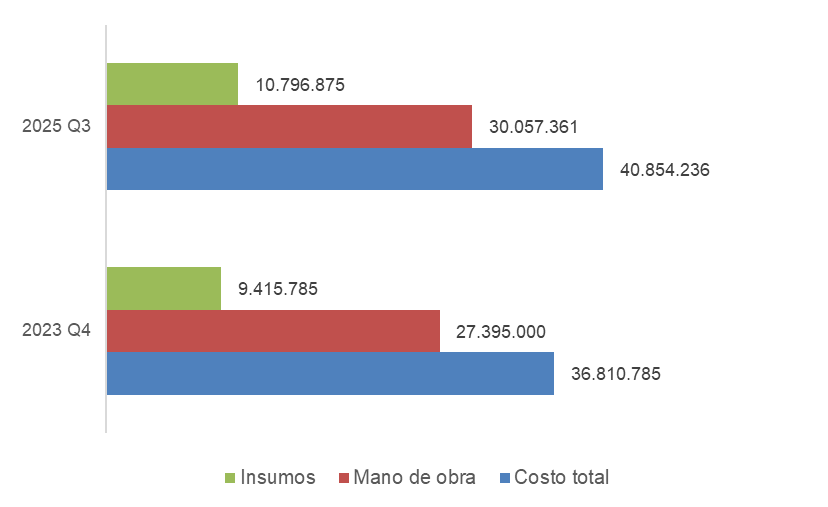 10.796.875
2025 Q3
30.057.361
40.854.236
9.415.785
2023 Q4
27.395.000
36.810.785
Insumos Mano de obra Costo total